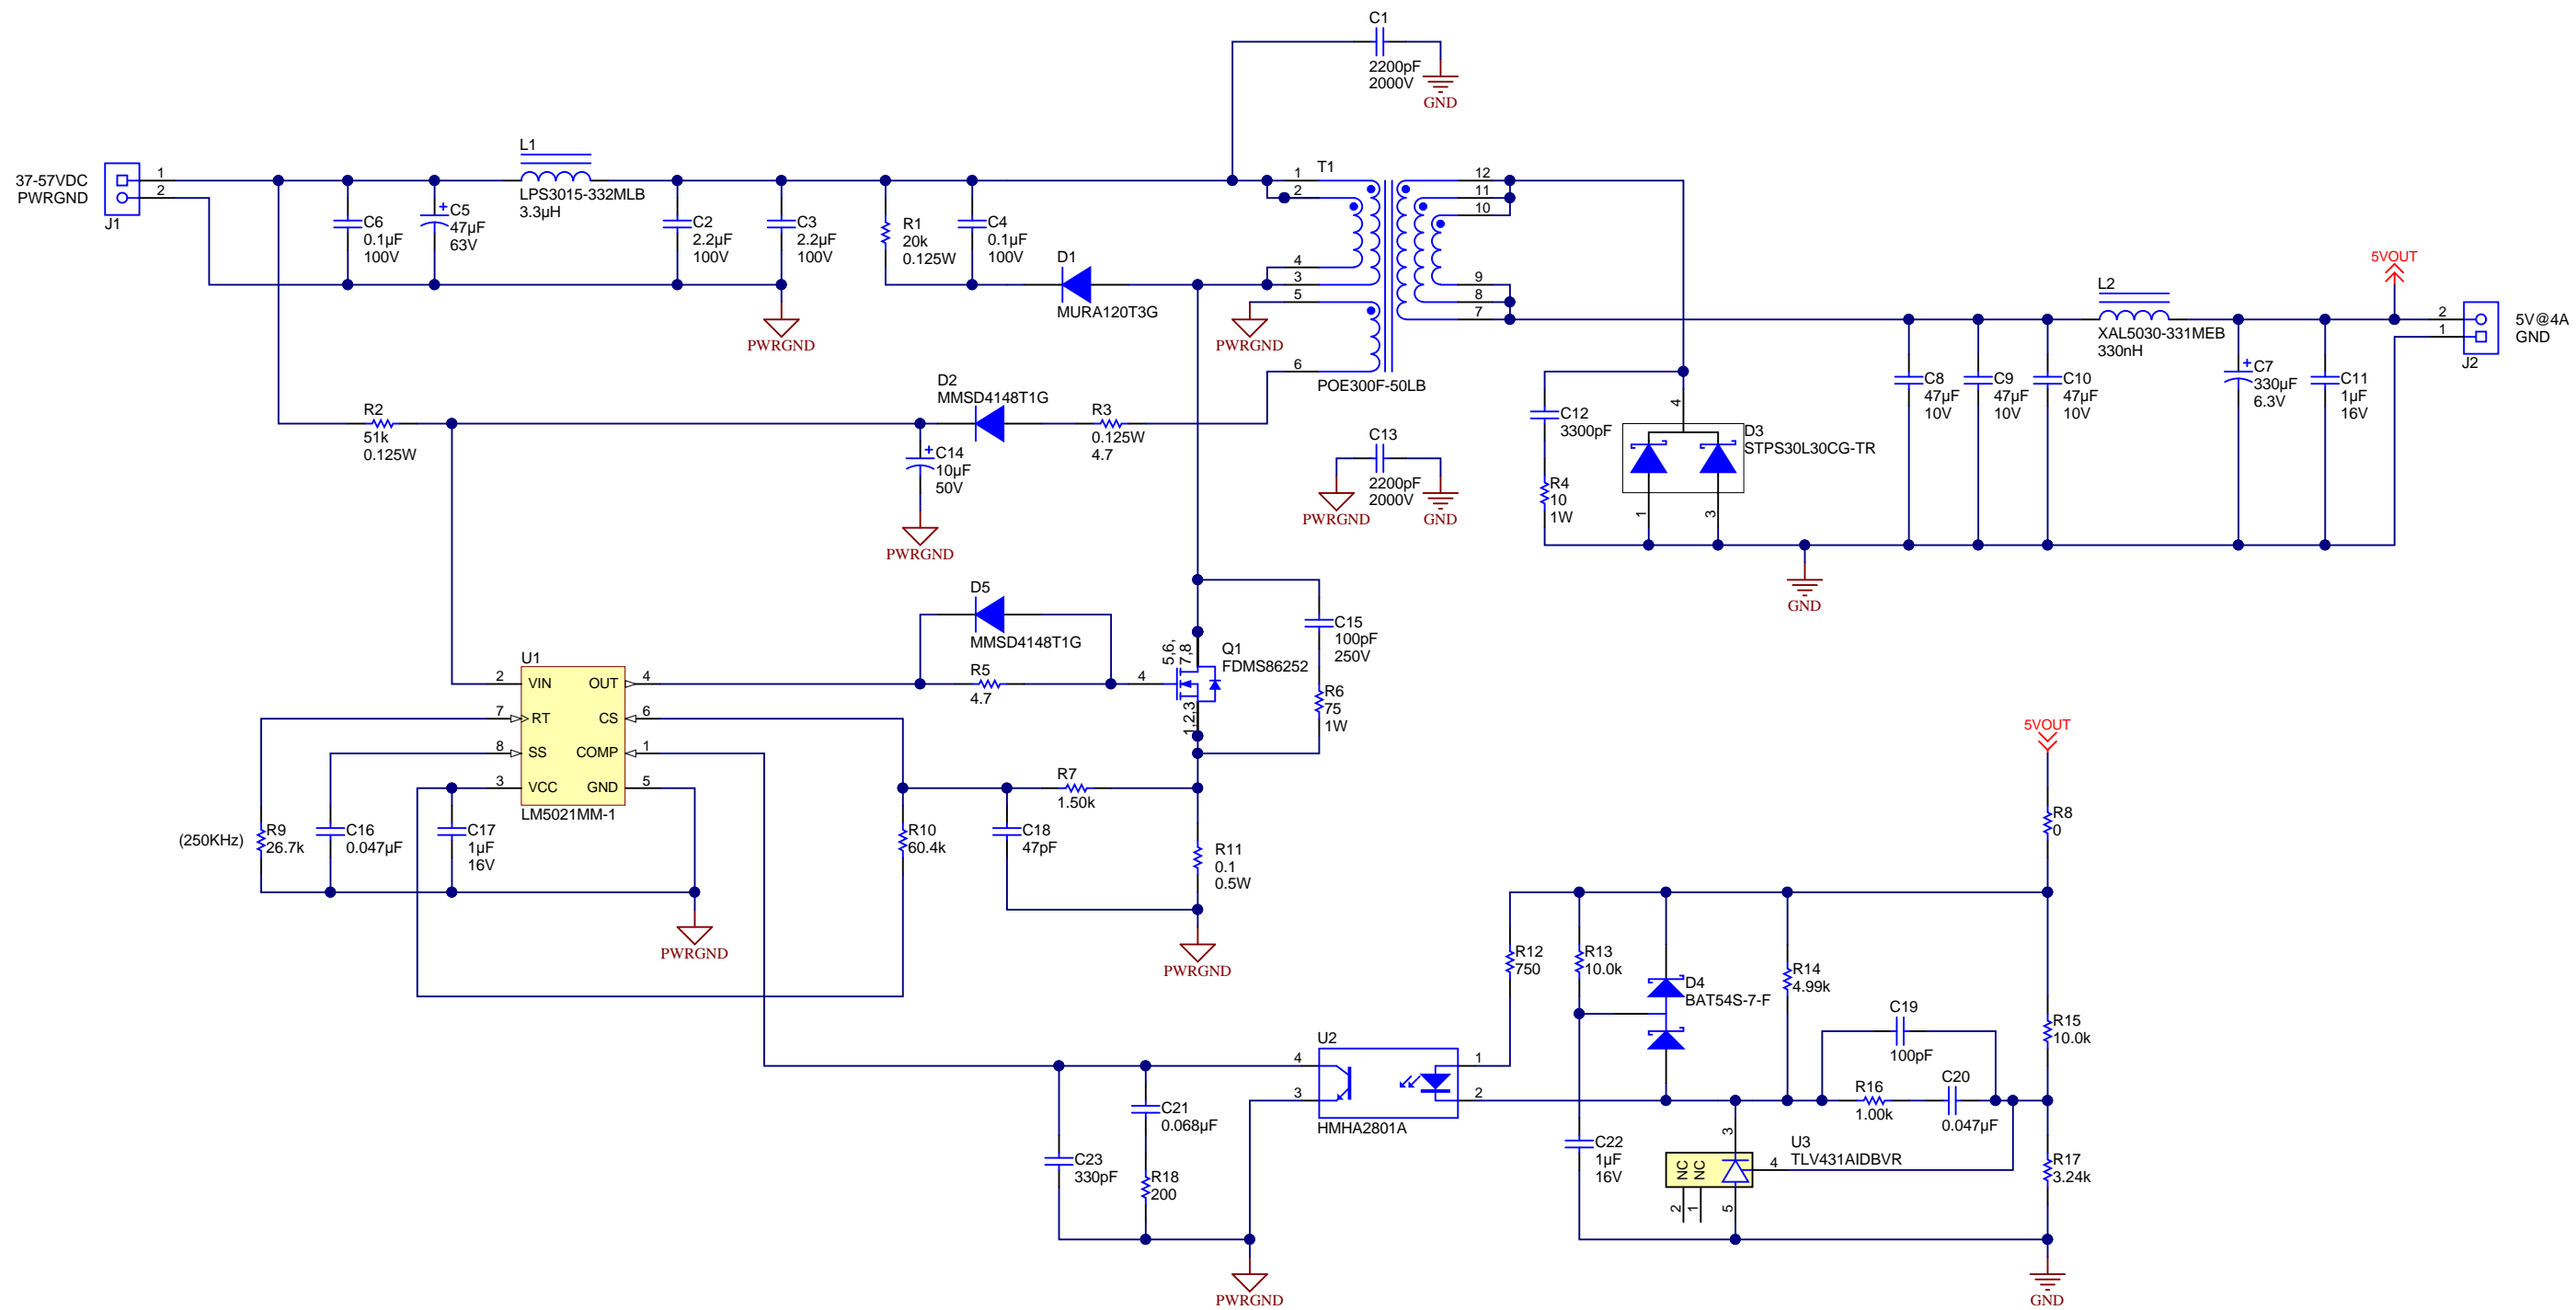 C1
2200pF
2000V
GND
37-57VDC
PWRGND
J1
1
2
L1
LPS3015-332MLB
3.3µH
C6
0.1µF
100V
C5
47µF
63V
C2
2.2µF
100V
C3
2.2µF
100V
PWRGND
R1
20k
0.125W
C4
0.1µF
100V
D1
MURA120T3G
T1
1
2
4
3
5
6
12
11
10
9
8
7
POE300F-50LB
PWRGND
R2
51k
0.125W
D2
MMSD4148T1G
R3
0.125W
4.7
C14
10µF
50V
PWRGND
C13
2200pF
2000V
PWRGND
GND
C12
3300pF
R4
10
1W
4
D3
STPS30L30CG-TR
1
3
GND
C8
47µF
10V
C9
47µF
10V
C10
47µF
10V
L2
XAL5030-331MEB
330nH
C7
330µF
6.3V
C11
1µF
16V
5VOUT
2
1
5V@4A
GND
J2
D5
MMSD4148T1G
R5
4.7
4
5,6,
7,8
1,2,3
Q1
FDMS86252
C15
100pF
250V
R6
75
1W
U1
2
VIN
OUT
4
7
RT
CS
6
8
SS
COMP
1
3
VCC
GND
5
LM5021MM-1
(250KHz)
R9
26.7k
C16
0.047µF
C17
1µF
16V
PWRGND
R10
60.4k
C18
47pF
R7
1.50k
R11
0.1
0.5W
PWRGND
5VOUT
R8
0
R12
750
R13
10.0k
D4
BAT54S-7-F
R14
4.99k
C19
100pF
R15
10.0k
R16
1.00k
C20
0.047µF
U2
4
3
1
2
HMHA2801A
C21
0.068µF
C23
330pF
R18
200
PWRGND
C22
1µF
16V
3
U3
TLV431AIDBVR
4
NC
NC
2
1
5
R17
3.24k
GND